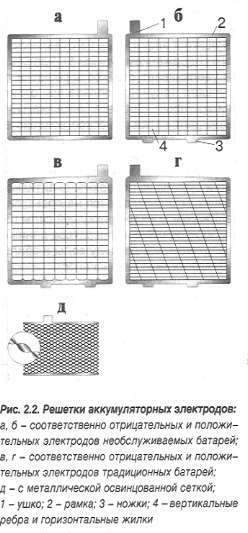 а
б
1
2
4
3
в
г
д
Рис. 2.2. Решетки аккумуляторных электродов:
а, б – соответственно отрицательных и положи–
тельных электродов необслуживаемых батарей;
в, г – соответственно отрицательных и положи–
тельных электродов традиционных батарей;
д – с металлической освинцованной сеткой;
1 – ушко; 2 – рамка; 3 – ножки; 4 – вертикальные
ребра и горизонтальные жилки